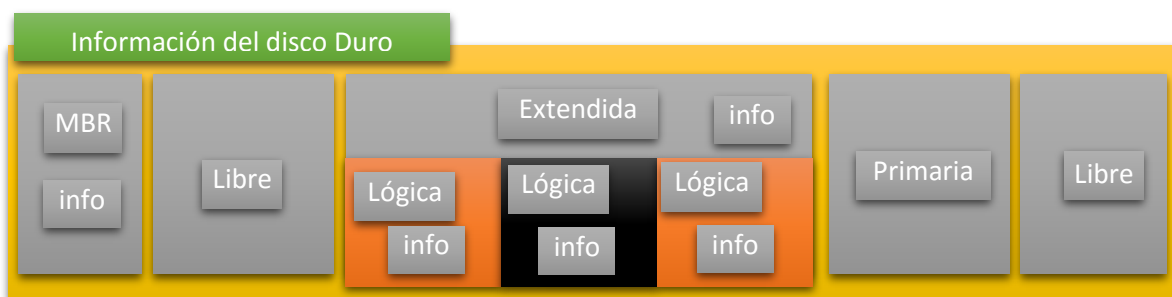 Información del disco Duro
MBR
info
Libre
Extendida
info
Lógica
info
Lógica
info
Lógica
info
Primaria
Libre